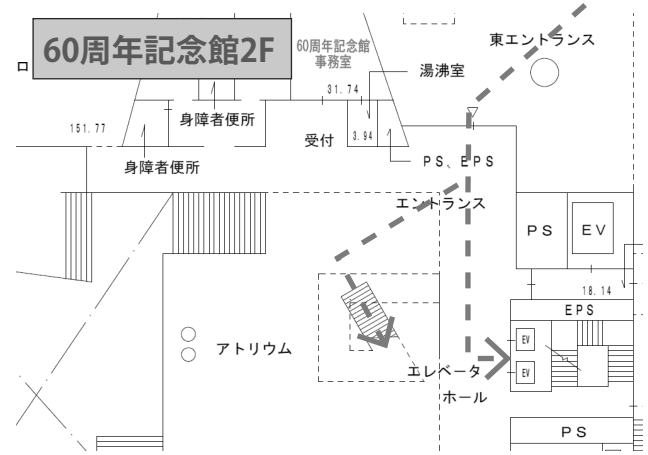 60周年記念館2F
60周年記念館
事務室
東エントランス
ロ
湯沸室
31.74
151.77
身障者便所
受付
3.94
身障者便所
PS、EPS
エントランス
PS
EV
18.14
EPS
EV
アトリウム
EV
エレベータ
ホール
PS